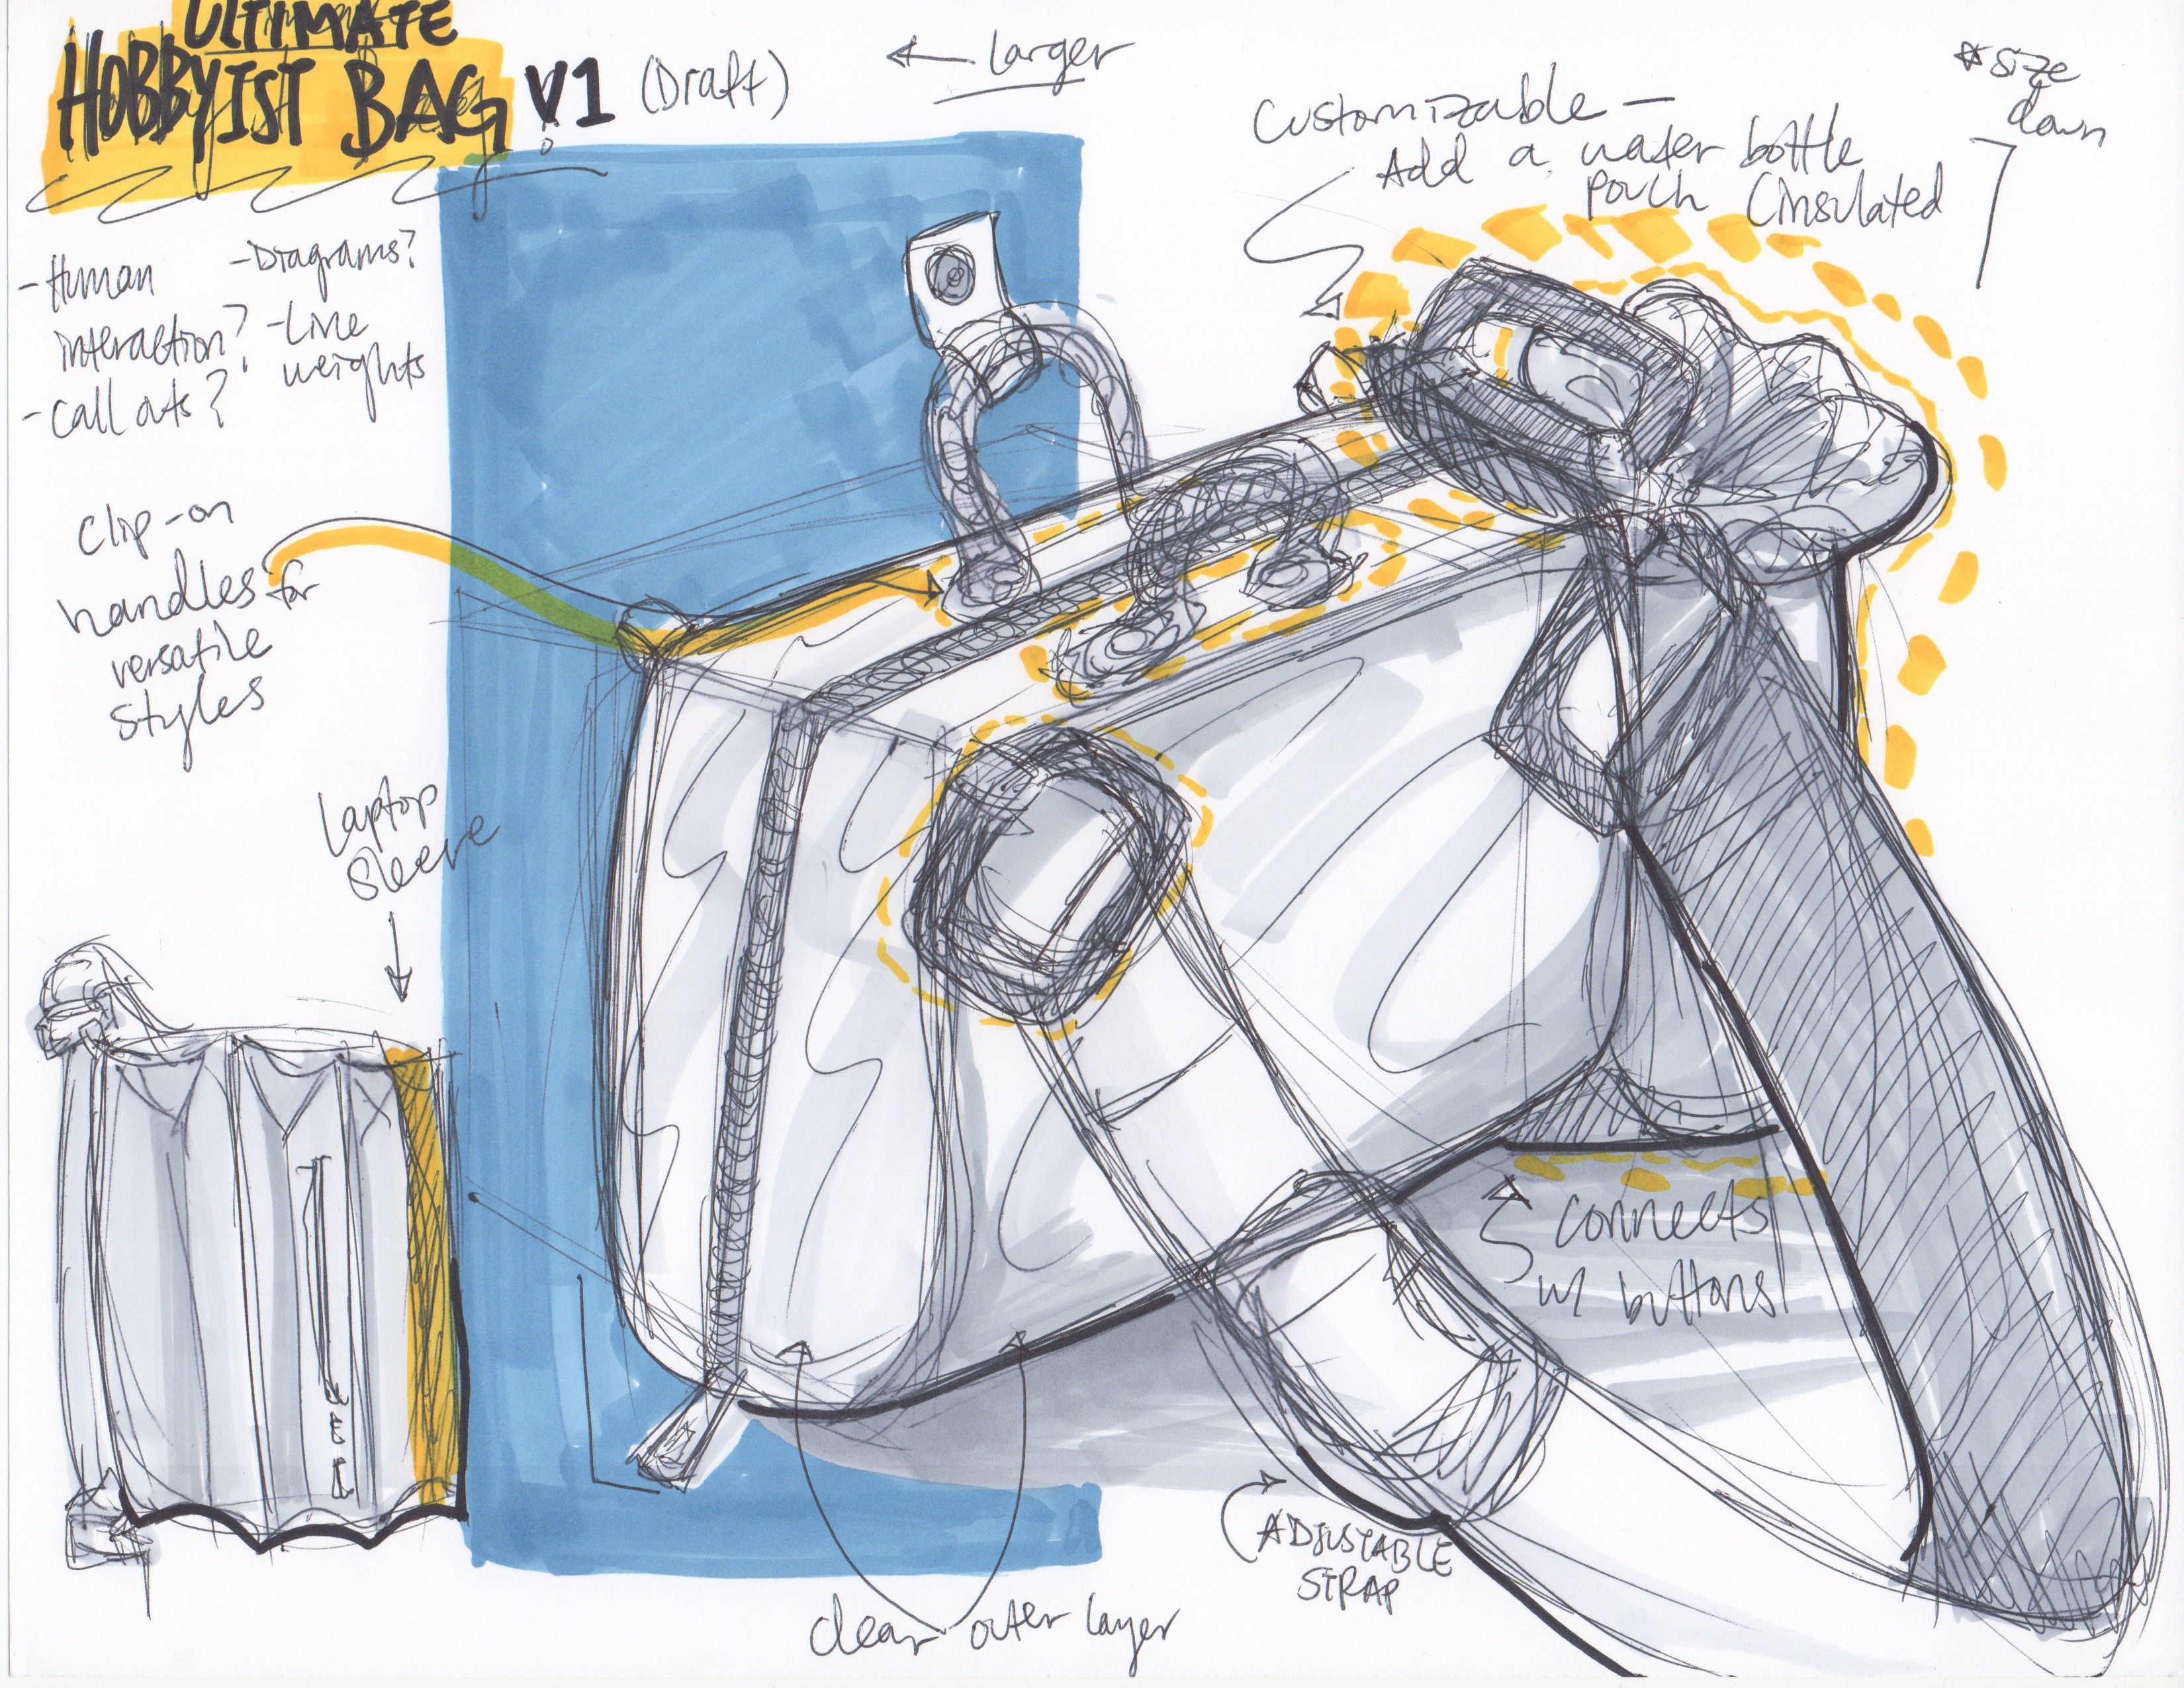 ULTIMATE
HOBBYIST BAG V1 (Draft)
← Larger
* size
down
Customizable –
Add a water bottle
pouch (insulated
- Human
interaction?
- Call outs?
- Diagrams?
- Line
weights
Clip-on
handles for
versatile
styles
Laptop
Sleeve
connects
w/ buttons
ADJUSTABLE
STRAP
clear outer layer